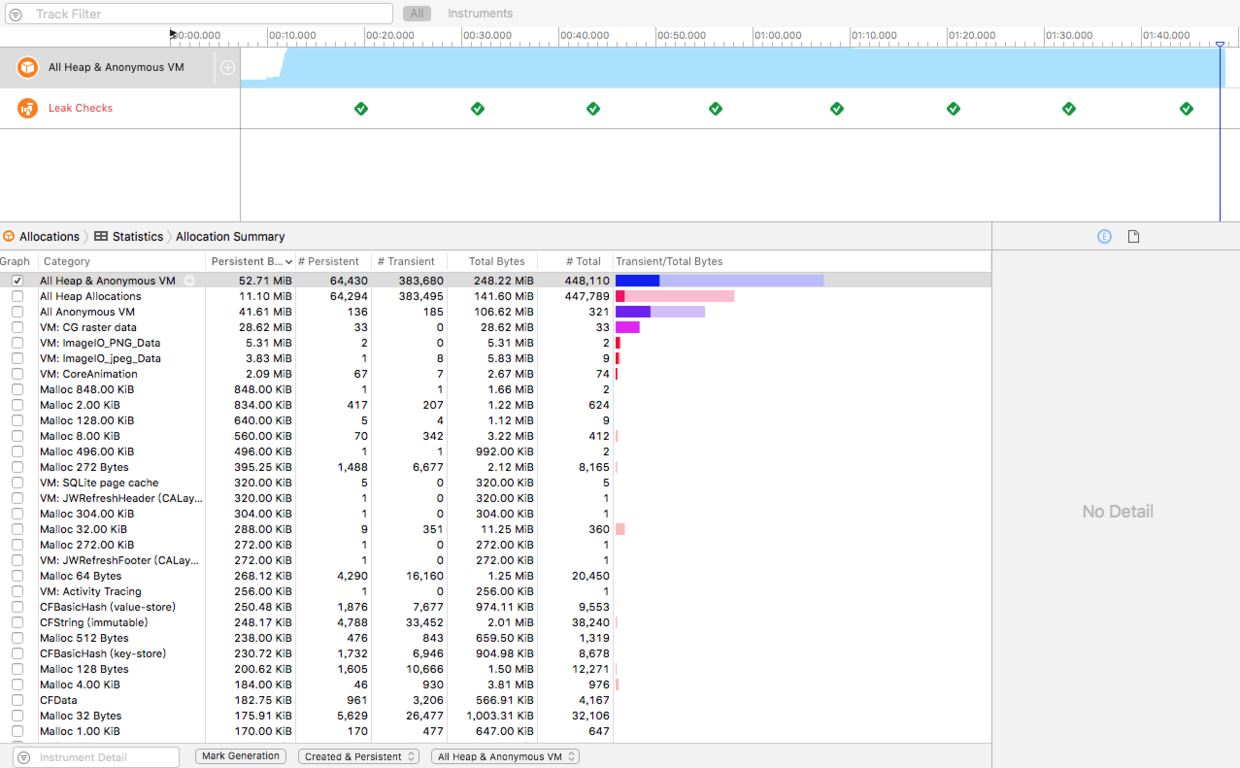 Track Filter All Instruments
00:00.000 00:10.000 00:20.000 00:30.000 00:40.000 00:50.000 01:00.000 01:10.000 01:20.000 01:30.000 01:40.000
All Heap & Anonymous VM
Leak Checks
Allocations Statistics Allocation Summary
Graph Category Persistent B... # Persistent # Transient Total Bytes # Total Transient/Total Bytes
All Heap & Anonymous VM 52.71 MiB 64,430 383,680 248.22 MiB 448,110
All Heap Allocations 11.10 MiB 64,294 383,495 141.60 MiB 447,789
All Anonymous VM 41.61 MiB 136 185 106.62 MiB 321
VM: CG raster data 28.62 MiB 33 0 28.62 MiB 33
VM: ImageIO_PNG_Data 5.31 MiB 2 0 5.31 MiB 2
VM: ImageIO_jpeg_Data 3.83 MiB 1 8 5.83 MiB 9
VM: CoreAnimation 2.09 MiB 67 7 2.67 MiB 74
Malloc 848.00 KiB 848.00 KiB 1 1 1.66 MiB 2
Malloc 2.00 KiB 834.00 KiB 417 207 1.22 MiB 624
Malloc 128.00 KiB 640.00 KiB 5 4 1.12 MiB 9
Malloc 8.00 KiB 560.00 KiB 70 342 3.22 MiB 412
Malloc 496.00 KiB 496.00 KiB 1 1 992.00 KiB 2
Malloc 272 Bytes 395.25 KiB 1,488 6,677 2.12 MiB 8,165
VM: SQLite page cache 320.00 KiB 5 0 320.00 KiB 5
VM: JWRefreshHeader (CALay... 320.00 KiB 1 0 320.00 KiB 1
Malloc 304.00 KiB 304.00 KiB 1 0 304.00 KiB 1
Malloc 32.00 KiB 288.00 KiB 9 351 11.25 MiB 360
Malloc 272.00 KiB 272.00 KiB 1 0 272.00 KiB 1
VM: JWRefreshFooter (CALay... 272.00 KiB 1 0 272.00 KiB 1
Malloc 64 Bytes 268.12 KiB 4,290 16,160 1.25 MiB 20,450
VM: Activity Tracing 256.00 KiB 1 0 256.00 KiB 1
CFBasicHash (value-store) 250.48 KiB 1,876 7,677 974.11 KiB 9,553
CFString (immutable) 248.17 KiB 4,788 33,452 2.01 MiB 38,240
Malloc 512 Bytes 238.00 KiB 476 843 659.50 KiB 1,319
CFBasicHash (key-store) 230.72 KiB 1,732 6,946 904.98 KiB 8,678
Malloc 128 Bytes 200.62 KiB 1,605 10,666 1.50 MiB 12,271
Malloc 4.00 KiB 184.00 KiB 46 930 3.81 MiB 976
CFData 182.75 KiB 961 3,206 566.91 KiB 4,167
Malloc 32 Bytes 175.91 KiB 5,629 26,477 1,003.31 KiB 32,106
Malloc 1.00 KiB 170.00 KiB 170 477 647.00 KiB 647
E
No Detail
Instrument Detail Mark Generation Created & Persistent All Heap & Anonymous VM